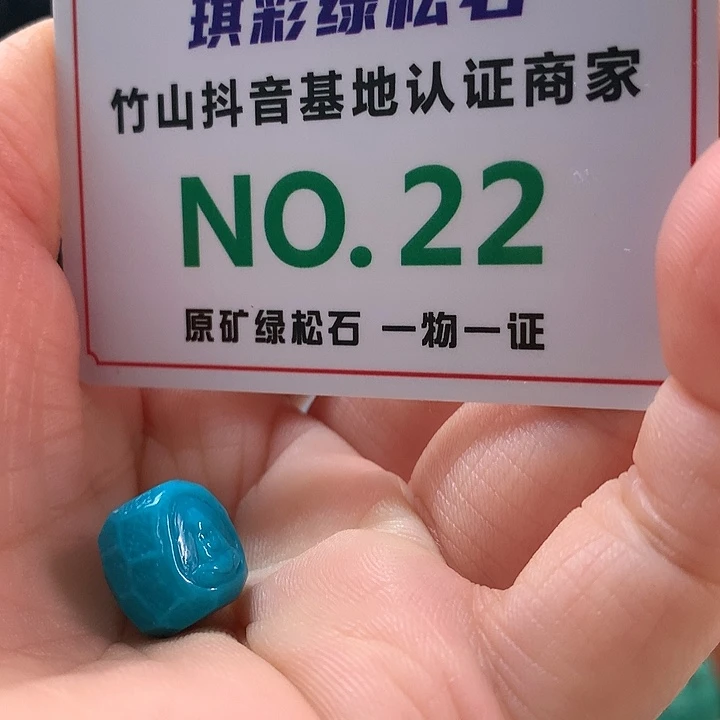 琪彩绿松石
竹山抖音基地认证商家
NO.22
原矿绿松石 一物一证